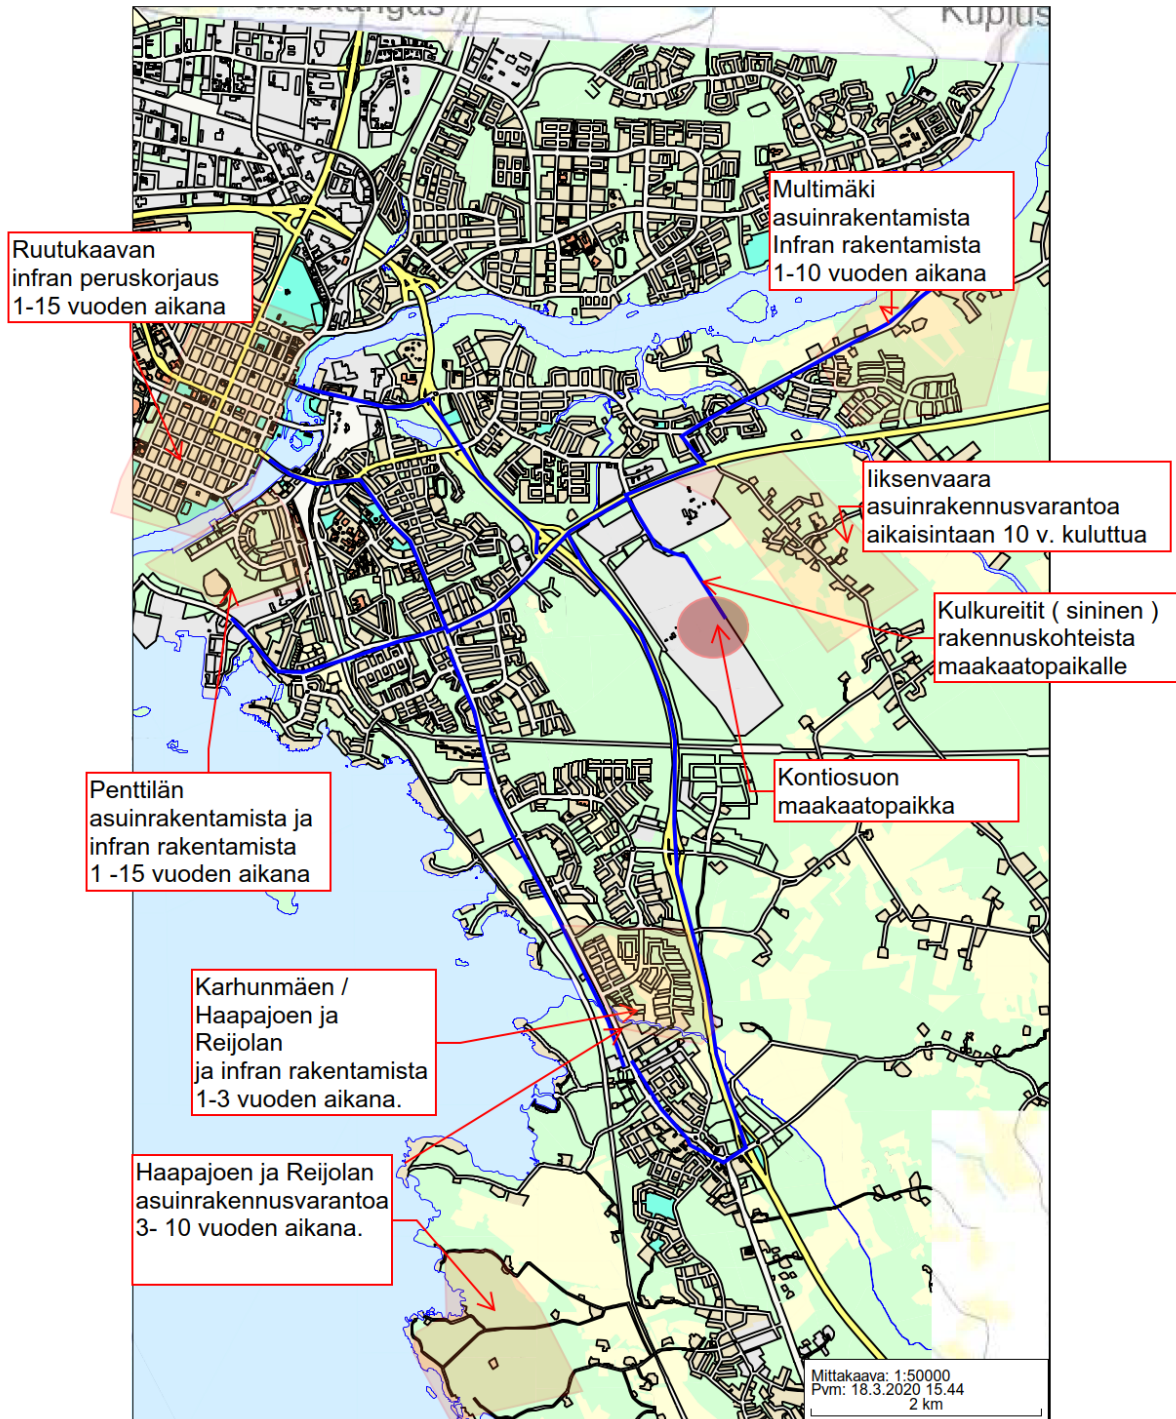 Multimäki
asuinrakentamista
Infran rakentamista
1-10 vuoden aikana
Ruutukaavan
infran peruskorjaus
1-15 vuoden aikana
Iiksenvaara
asuinrakennusvarantoa
aikaisintaan 10 v. kuluttua
Kulkureitit ( sininen )
rakennuskohteista
maakaatopaikalle
Kontiosuon
maakaatopaikka
Penttilän
asuinrakentamista ja
infran rakentamista
1 -15 vuoden aikana
Karhunmäen /
Haapajoen ja
Reijolan
ja infran rakentamista
1-3 vuoden aikana.
Haapajoen ja Reijolan
asuinrakennusvarantoa
3- 10 vuoden aikana.
Mittakaava: 1:50000
Pvm: 18.3.2020 15.44
2 km